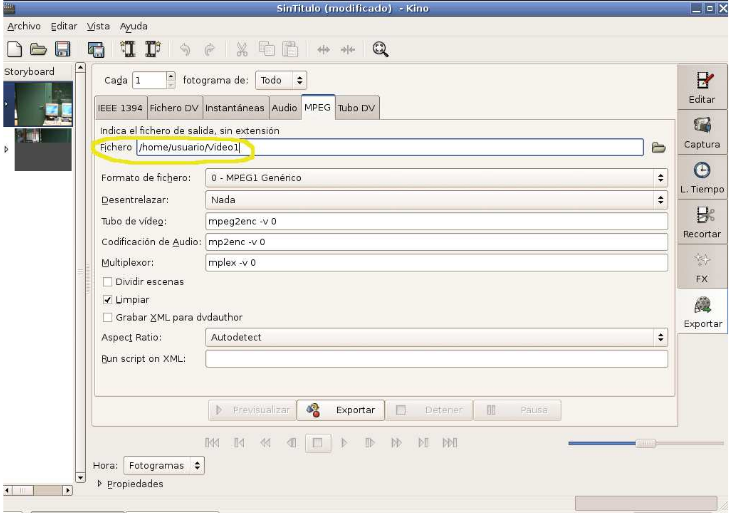 SinTitulo (modificado) - Kino
Archivo Editar Vista Ayuda
Storyboard
Cada 1 fotograma de: Todo
IEEE 1394 Fichero DV Instantáneas Audio MPEG Tubo DV
Indica el fichero de salida, sin extensión
Fichero /home/usuario/Video1
Formato de fichero: 0 - MPEG1 Genérico
Desentrelazar: Nada
Tubo de vídeo: mpeg2enc -v 0
Codificación de Audio: mp2enc -v 0
Multiplexor: mplex -v 0
Dividir escenas
Limpiar
Grabar XML para dvdauthor
Aspect Ratio: Autodetect
Run script on XML:
Previsualizar Exportar Detener Pausa
Hora: Fotogramas
Propiedades
Editar
Captura
L. Tiempo
Recortar
FX
Exportar